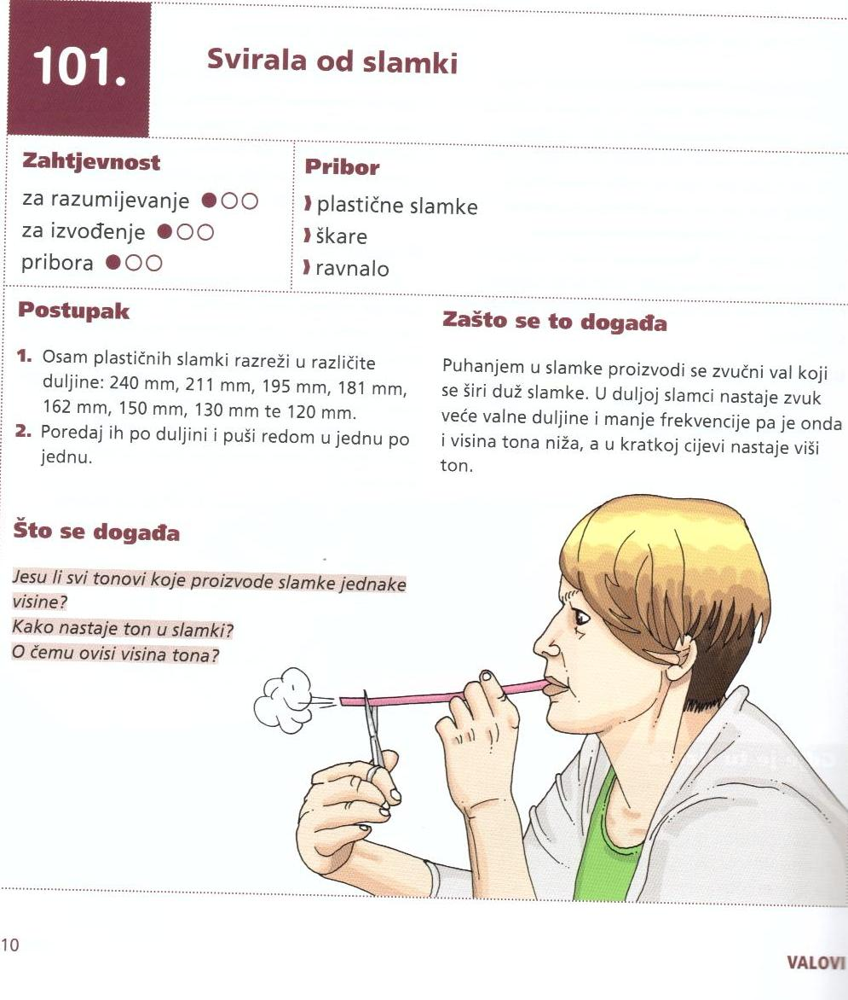 101.
Svirala od slamki
Zahtjevnost
za razumijevanje
za izvođenje
pribora
Pribor
plastične slamke
škare
ravnalo
Postupak
1. Osam plastičnih slamki razreži u različite
duljine: 240 mm, 211 mm, 195 mm, 181 mm,
162 mm, 150 mm, 130 mm te 120 mm.
2. Poredaj ih po duljini i puši redom u jednu po
jednu.
Što se događa
Jesu li svi tonovi koje proizvode slamke jednake
visine?
Kako nastaje ton u slamki?
O čemu ovisi visina tona?
Zašto se to događa
Puhanjem u slamke proizvodi se zvučni val koji
se širi duž slamke. U duljoj slamci nastaje zvuk
veće valne duljine i manje frekvencije pa je onda
i visina tona niža, a u kratkoj cijevi nastaje viši
ton.
10
VALOVI